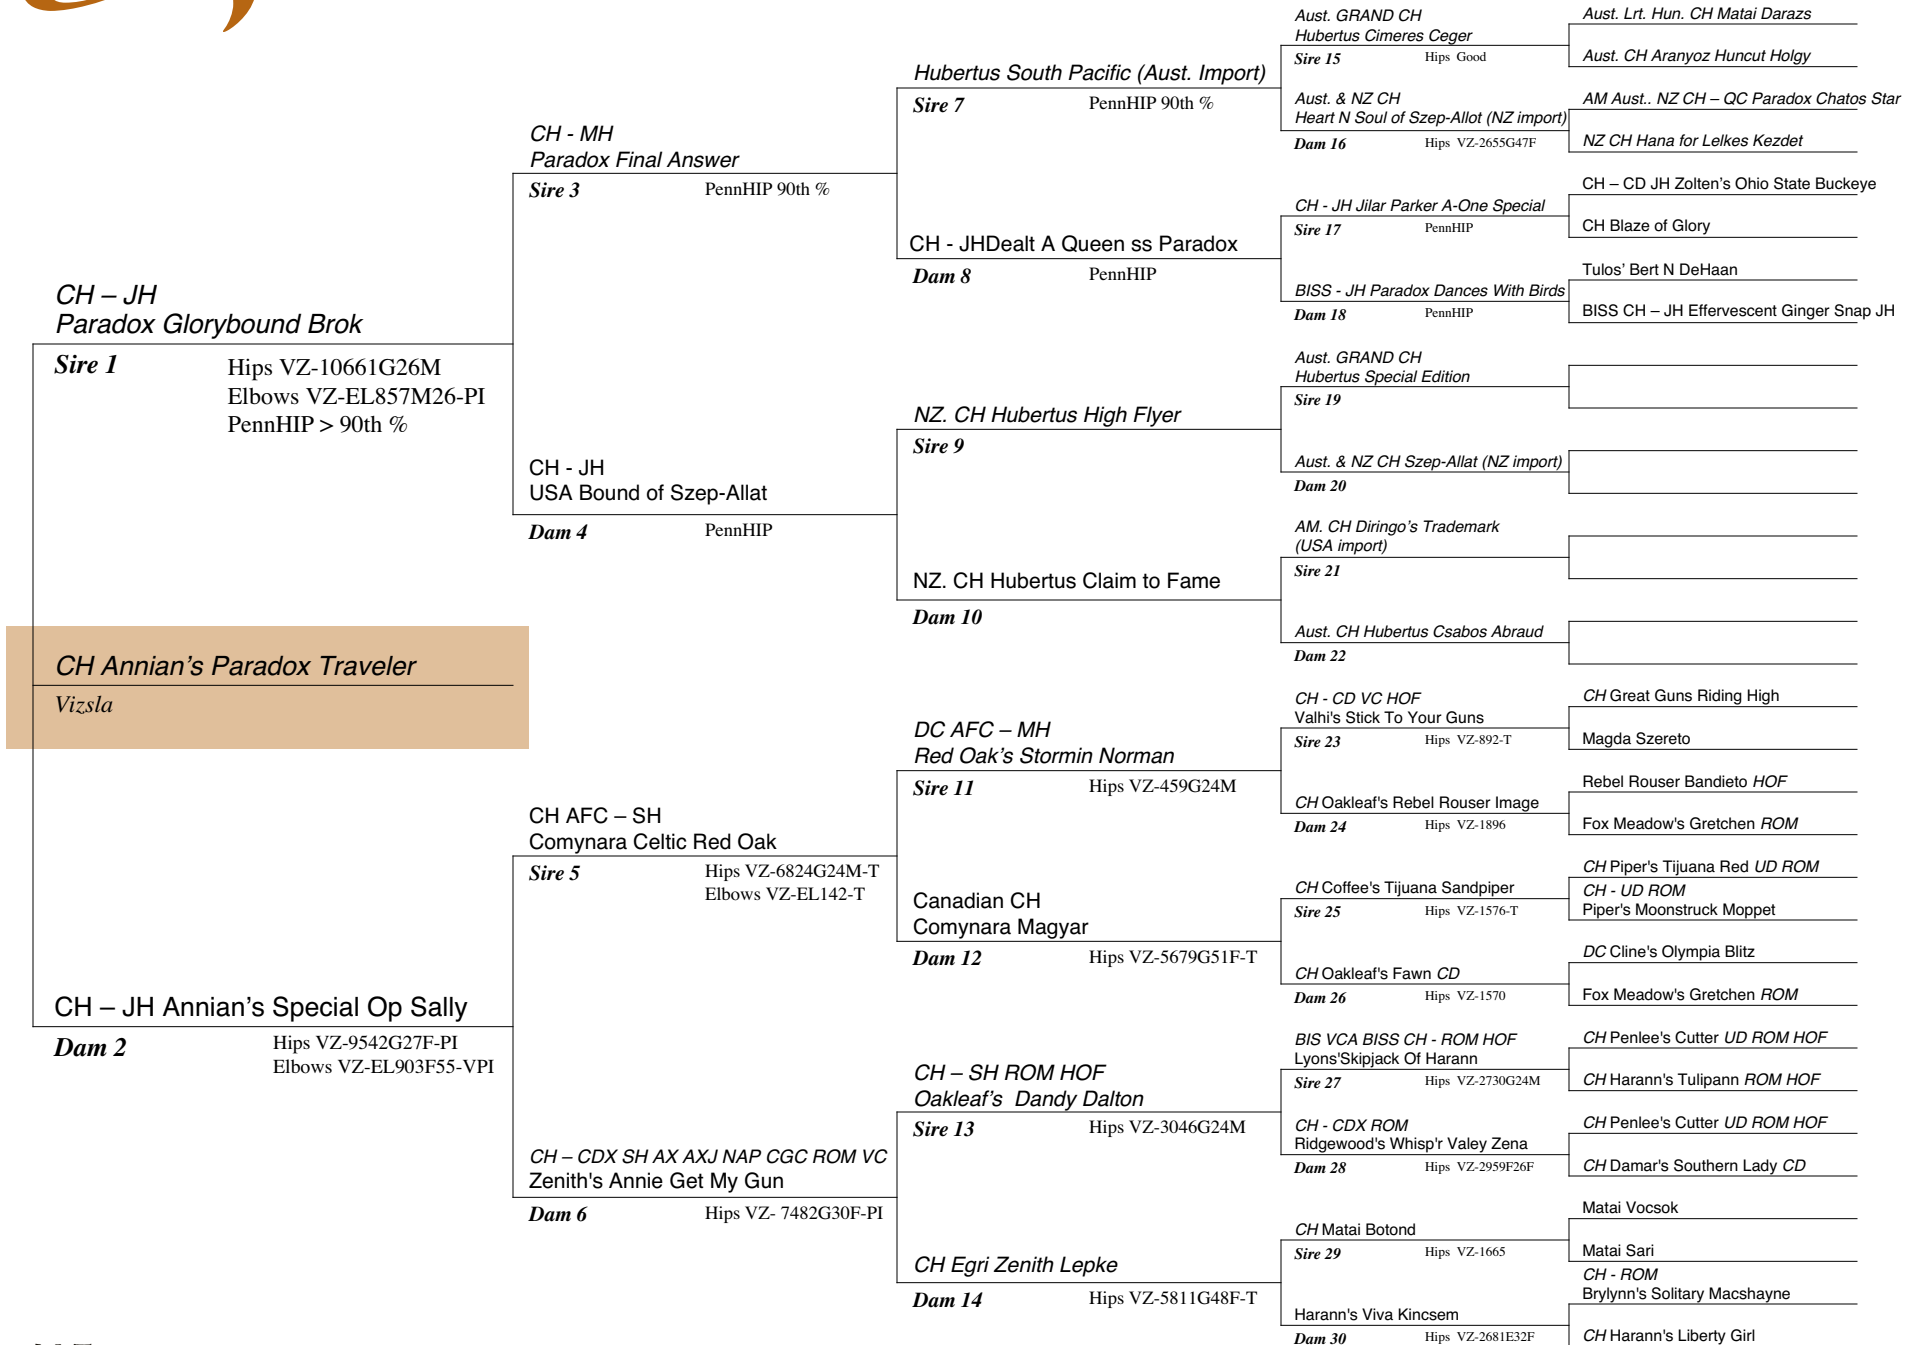 CH – JH
Paradox Glorybound Brok
Sire 1
Hips VZ-10661G26M
Elbows VZ-EL857M26-PI
PennHIP > 90th %
CH Annian’s Paradox Traveler
Vizsla
CH – JH Annian’s Special Op Sally
Dam 2
Hips VZ-9542G27F-PI
Elbows VZ-EL903F55-VPI
CH - MH
Paradox Final Answer
Sire 3
PennHIP 90th %
CH - JH
USA Bound of Szep-Allat
Dam 4
PennHIP
CH AFC – SH
Comynara Celtic Red Oak
Sire 5
Hips VZ-6824G24M-T
Elbows VZ-EL142-T
CH – CDX SH AX AXJ NAP CGC ROM VC
Zenith's Annie Get My Gun
Dam 6
Hips VZ- 7482G30F-PI
Hubertus South Pacific (Aust. Import)
Sire 7
PennHIP 90th %
CH - JHDealt A Queen ss Paradox
Dam 8
PennHIP
NZ. CH Hubertus High Flyer
Sire 9
NZ. CH Hubertus Claim to Fame
Dam 10
DC AFC – MH
Red Oak’s Stormin Norman
Sire 11
Hips VZ-459G24M
Canadian CH
Comynara Magyar
Dam 12
Hips VZ-5679G51F-T
CH – SH ROM HOF
Oakleaf’s Dandy Dalton
Sire 13
Hips VZ-3046G24M
CH Egri Zenith Lepke
Dam 14
Hips VZ-5811G48F-T
Aust. GRAND CH
Hubertus Cimeres Ceger
Sire 15
Hips Good
Aust. & NZ CH
Heart N Soul of Szep-Allot (NZ import)
Dam 16
Hips VZ-2655G47F
CH - JH Jilar Parker A-One Special
Sire 17
PennHIP
BISS - JH Paradox Dances With Birds
Dam 18
PennHIP
Aust. GRAND CH
Hubertus Special Edition
Sire 19
Aust. & NZ CH Szep-Allat (NZ import)
Dam 20
AM. CH Diringo’s Trademark
(USA import)
Sire 21
Aust. CH Hubertus Csabos Abraud
Dam 22
CH - CD VC HOF
Valhi's Stick To Your Guns
Sire 23
Hips VZ-892-T
CH Oakleaf's Rebel Rouser Image
Dam 24
Hips VZ-1896
CH Coffee's Tijuana Sandpiper
Sire 25
Hips VZ-1576-T
CH Oakleaf's Fawn CD
Dam 26
Hips VZ-1570
BIS VCA BISS CH - ROM HOF
Lyons'Skipjack Of Harann
Sire 27
Hips VZ-2730G24M
CH - CDX ROM
Ridgewood's Whisp'r Valey Zena
Dam 28
Hips VZ-2959F26F
CH Matai Botond
Sire 29
Hips VZ-1665
Harann's Viva Kincsem
Dam 30
Hips VZ-2681E32F
Aust. Lrt. Hun. CH Matai Darazs
Aust. CH Aranyoz Huncut Holgy
AM Aust.. NZ CH – QC Paradox Chatos Star
NZ CH Hana for Lelkes Kezdet
CH – CD JH Zolten’s Ohio State Buckeye
CH Blaze of Glory
Tulos’ Bert N DeHaan
BISS CH – JH Effervescent Ginger Snap JH
CH Great Guns Riding High
Magda Szereto
Rebel Rouser Bandieto HOF
Fox Meadow's Gretchen ROM
CH Piper's Tijuana Red UD ROM
CH - UD ROM
Piper's Moonstruck Moppet
DC Cline's Olympia Blitz
Fox Meadow's Gretchen ROM
CH Penlee's Cutter UD ROM HOF
CH Harann's Tulipann ROM HOF
CH Penlee's Cutter UD ROM HOF
CH Damar's Southern Lady CD
Matai Vocsok
Matai Sari
CH - ROM
Brylynn's Solitary Macshayne
CH Harann's Liberty Girl